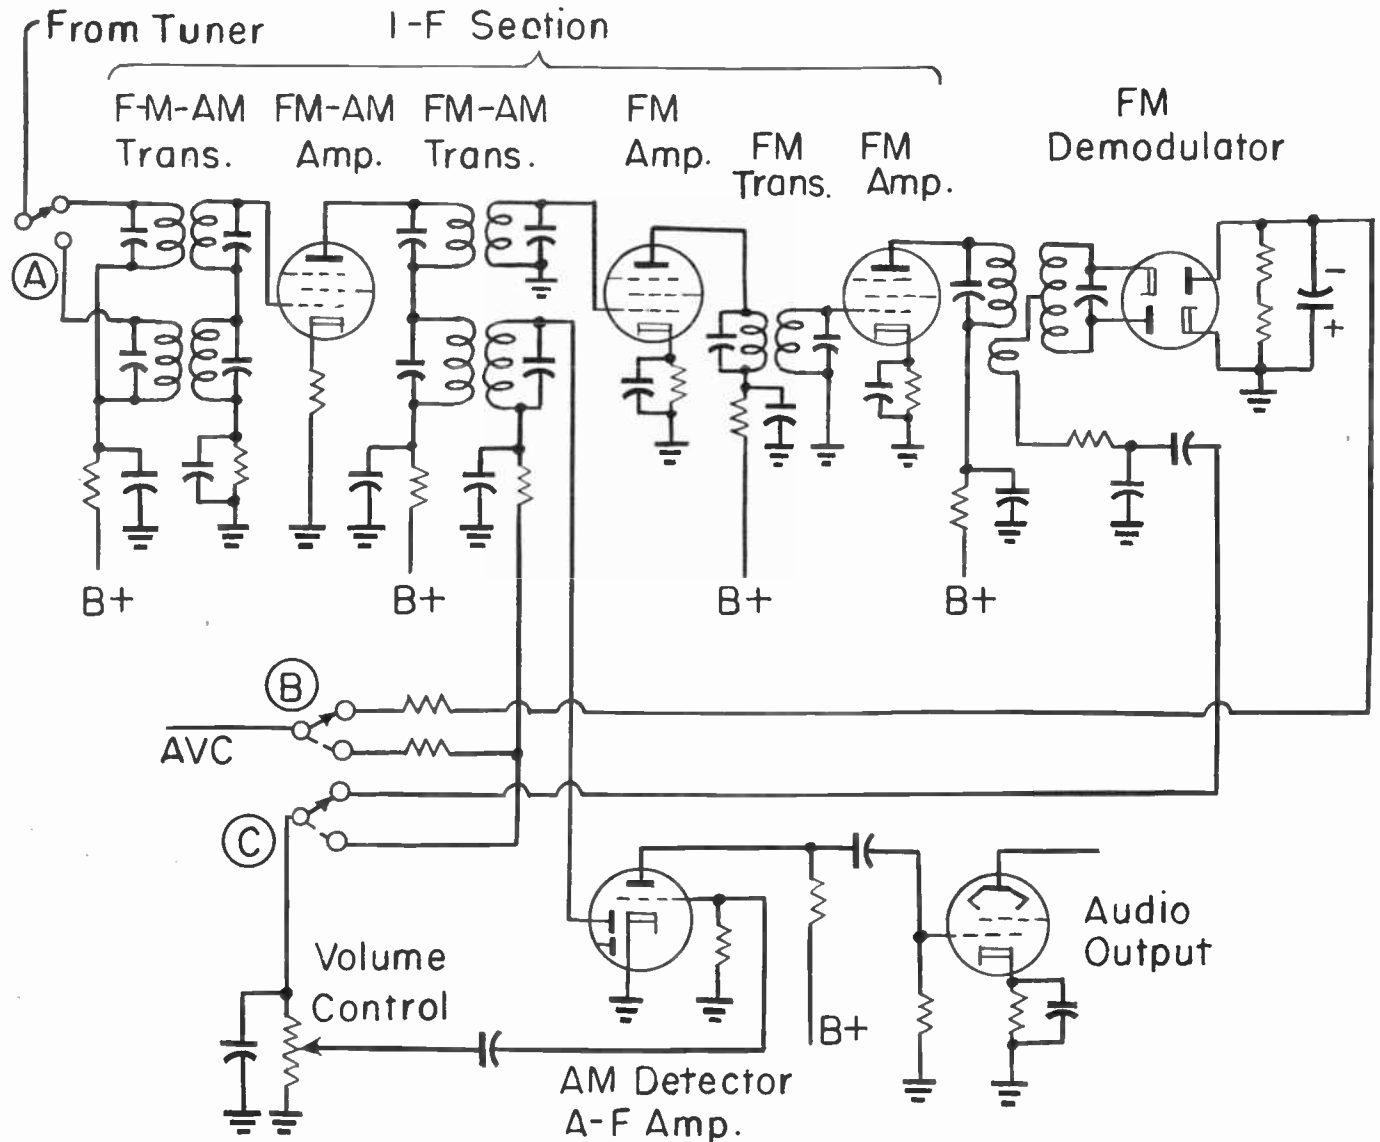 From Tuner
I-F Section
F-M-AM
Trans.
FM-AM
Amp.
FM-AM
Trans.
FM
Amp.
FM
Trans.
FM
Amp.
FM
Demodulator
A
-
+
B+
B+
B+
B+
B
AVC
C
Volume
Control
B+
Audio
Output
AM Detector
A-F Amp.